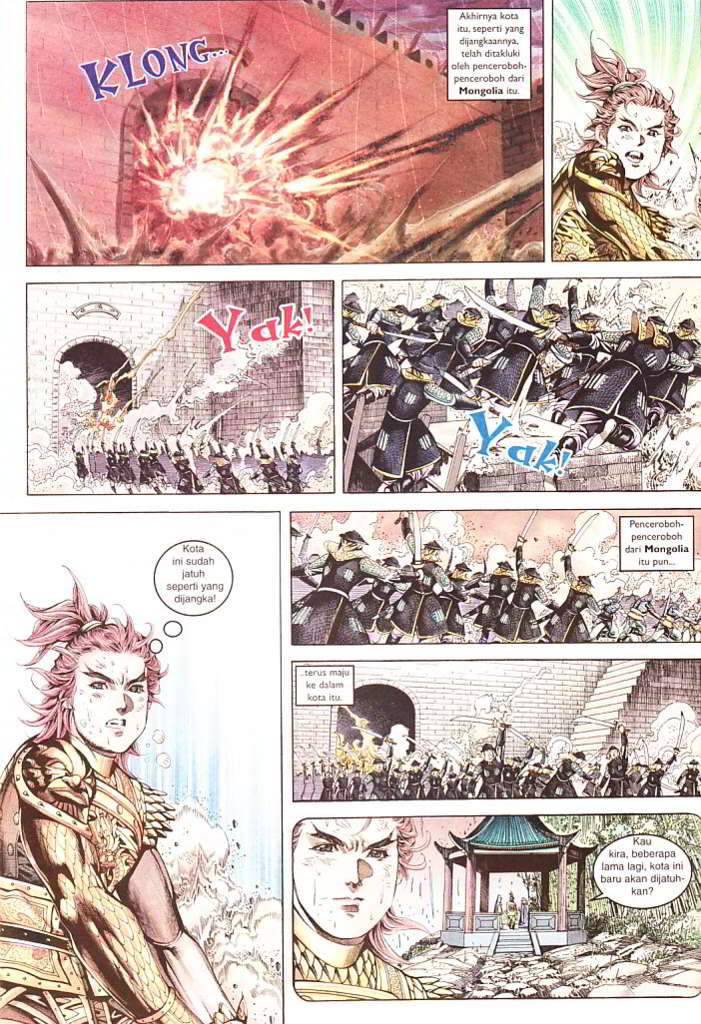 KLONG...
Akhirnya kota
itu, seperti yang
dijangkaannya,
telah ditakluki
oleh penceroboh-
penceroboh dari
Mongolia itu.
Yak!
Yak!
Kota
ini sudah
jatuh
seperti yang
dijangka!
Penceroboh-
penceroboh
dari Mongolia
itu pun...
..terus maju
ke dalam
kota itu.
Kau
kira, beberapa
lama lagi, kota ini
baru akan dijatuh-
kan?